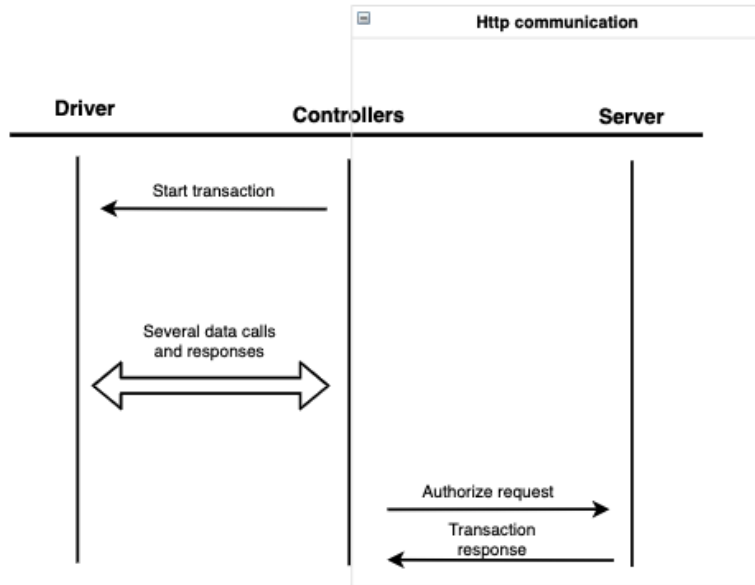 Http communication
Driver
Controllers
Server
Start transaction
Several data calls
and responses
Authorize request
Transaction
response